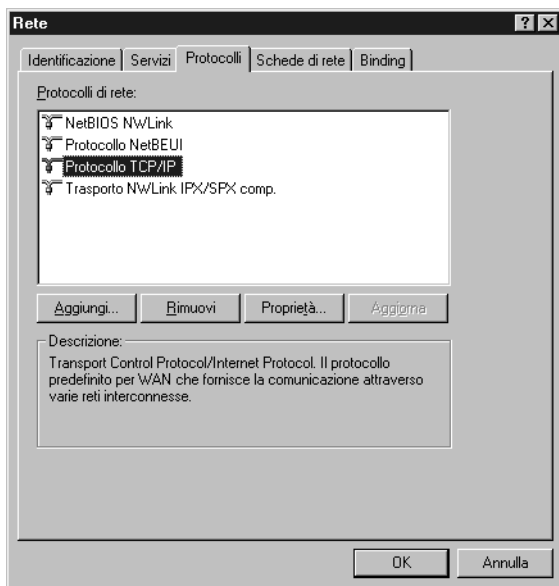 Rete
Identificazione Servizi Protocolli Schede di rete Binding
Protocolli di rete:
NetBIOS NWLink
Protocollo NetBEUI
Protocollo TCP/IP
Trasporto NWLink IPX/SPX comp.
Aggiungi... Rimuovi Proprietà... Aggiorna
Descrizione:
Transport Control Protocol/Internet Protocol. Il protocollo
predefinito per WAN che fornisce la comunicazione attraverso
varie reti interconnesse.
OK Annulla